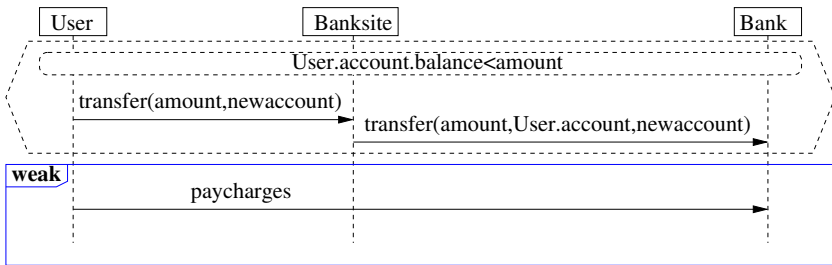 User Banksite Bank
User.account.balance<amount
transfer(amount,newaccount)
transfer(amount,User.account,newaccount)
weak
paycharges